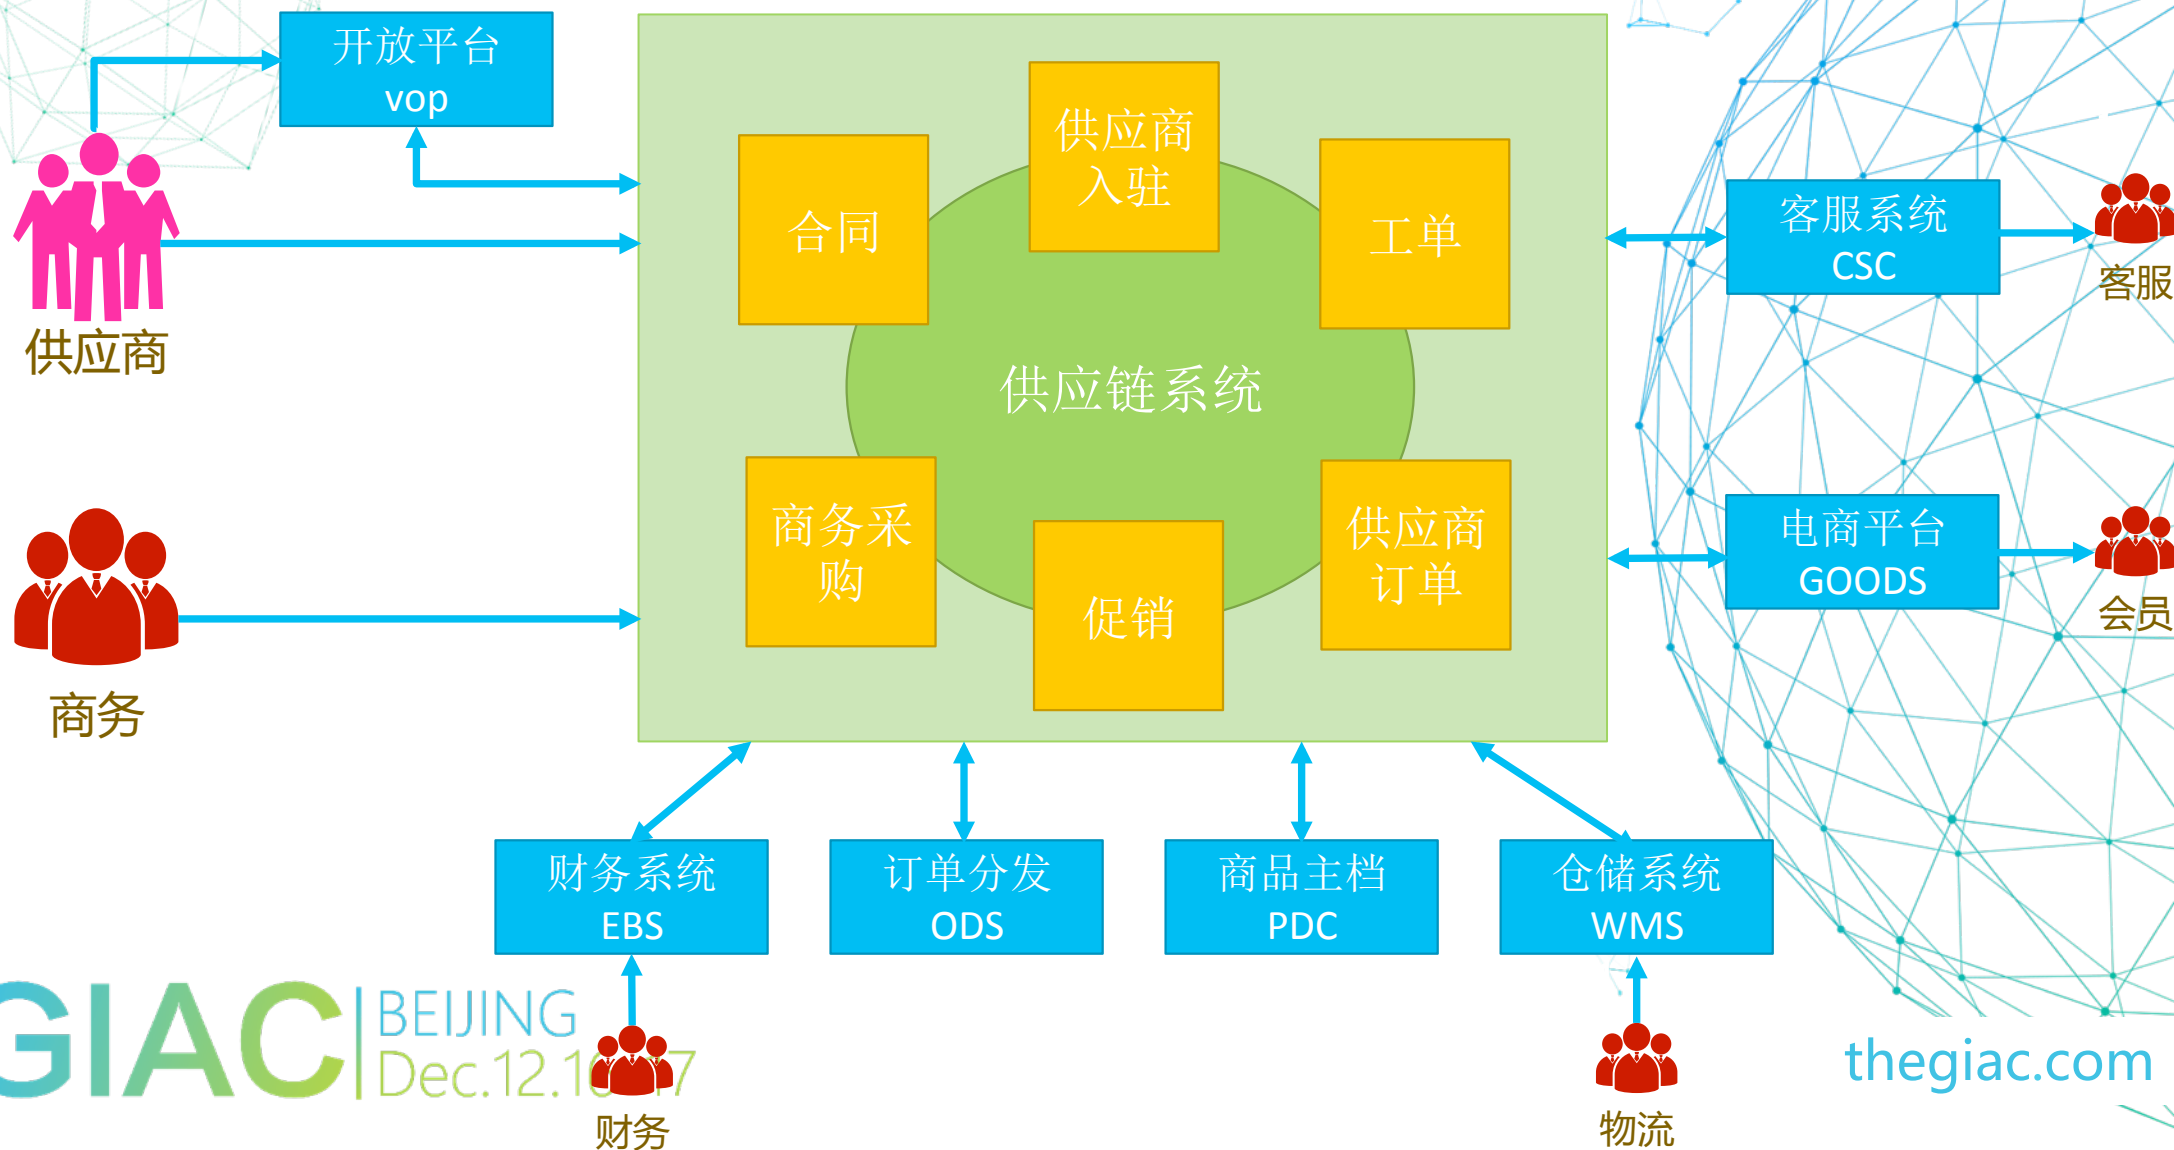 开放平台
vop
供应商
入驻
合同
工单
客服系统
CSC
客服
供应商
供应链系统
商务采
购
供应商
订单
促销
电商平台
GOODS
会员
商务
财务系统
EBS
订单分发
ODS
商品主档
PDC
仓储系统
WMS
GIAC
BEIJING
thegiac.com
财务
物流